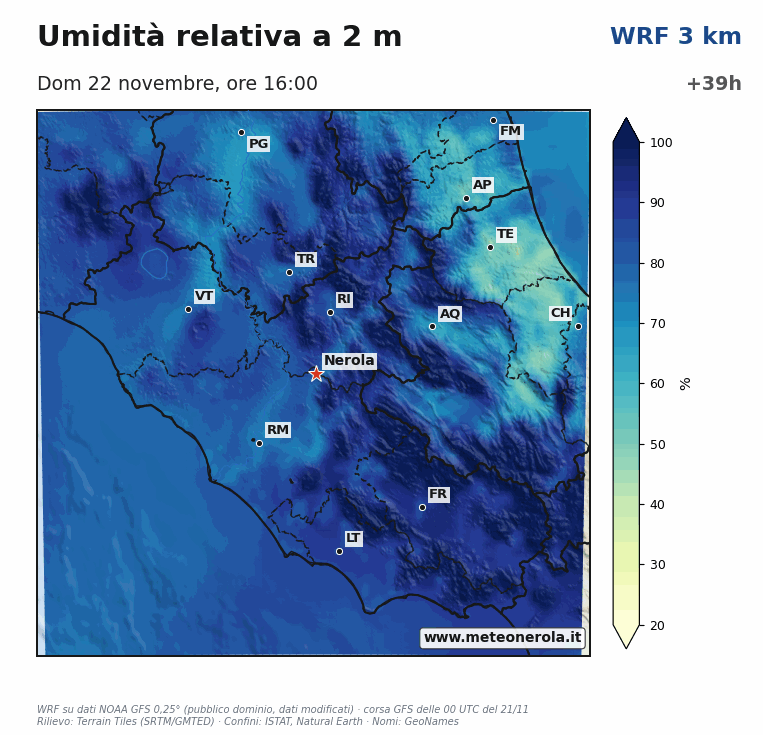 Umidità relativa a 2 m
WRF 3 km
Dom 22 novembre, ore 16:00
+39h
PG
FM
AP
TE
TR
VT
RI
AQ
CH
Nerola
RM
FR
LT
www.meteonerola.it
100
90
80
70
60
50
40
30
20
%
WRF su dati NOAA GFS 0,25° (pubblico dominio, dati modificati) · corsa GFS delle 00 UTC del 21/11
Rilievo: Terrain Tiles (SRTM/GMTED) · Confini: ISTAT, Natural Earth · Nomi: GeoNames